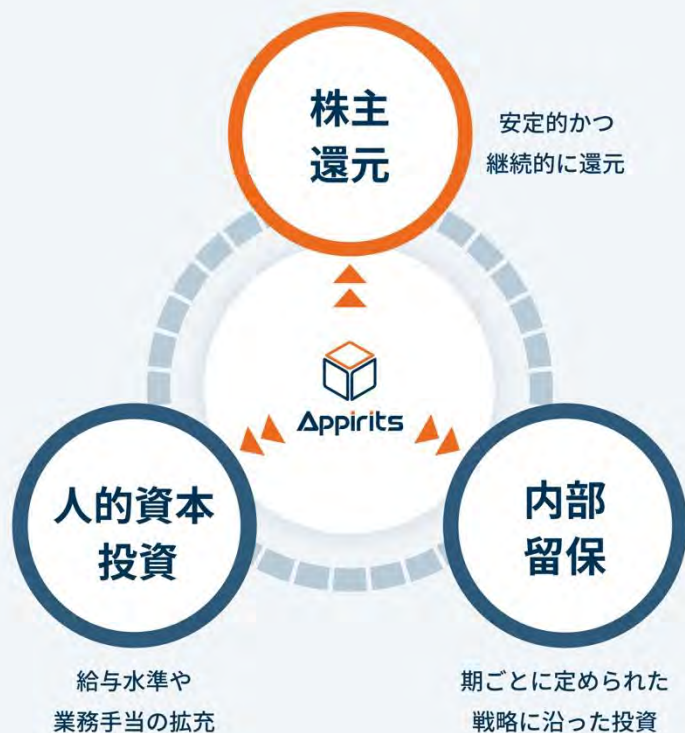 株主
還元
安定的かつ
継続的に還元
Appirits
人的資本
投資
給与水準や
業務手当の拡充
内部
留保
期ごとに定められた
戦略に沿った投資